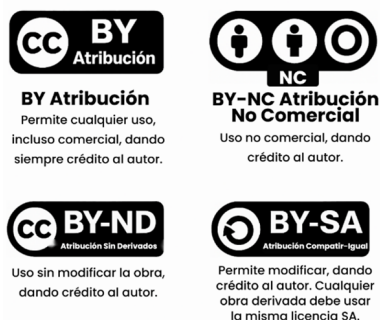 CC BY
Atribución
BY Atribución
Permite cualquier uso,
incluso comercial, dando
siempre crédito al autor.
NC
BY-NC Atribución
No Comercial
Uso no comercial, dando
crédito al autor.
CC BY-ND
Atribución Sin Derivados
Uso sin modificar la obra,
dando crédito al autor.
BY-SA
Atribución Compatir-Igual
Permite modificar, dando
crédito al autor. Cualquier
obra derivada debe usar
la misma licencia SA.